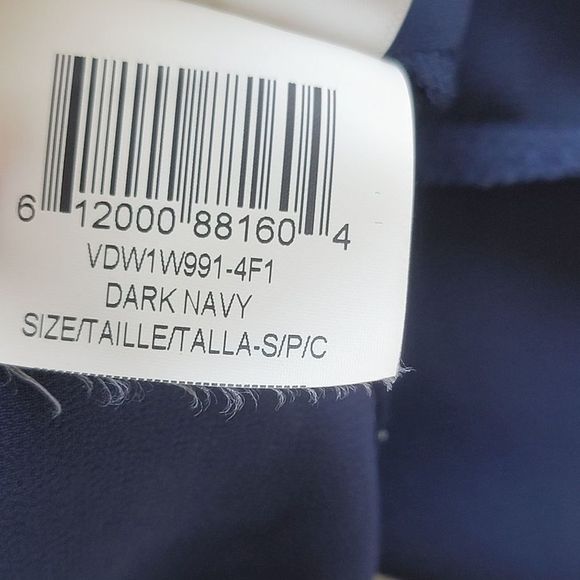 6 12000 88160 4
VDW1W991-4F1
DARK NAVY
SIZE/TAILLE/TALLA-S/P/C